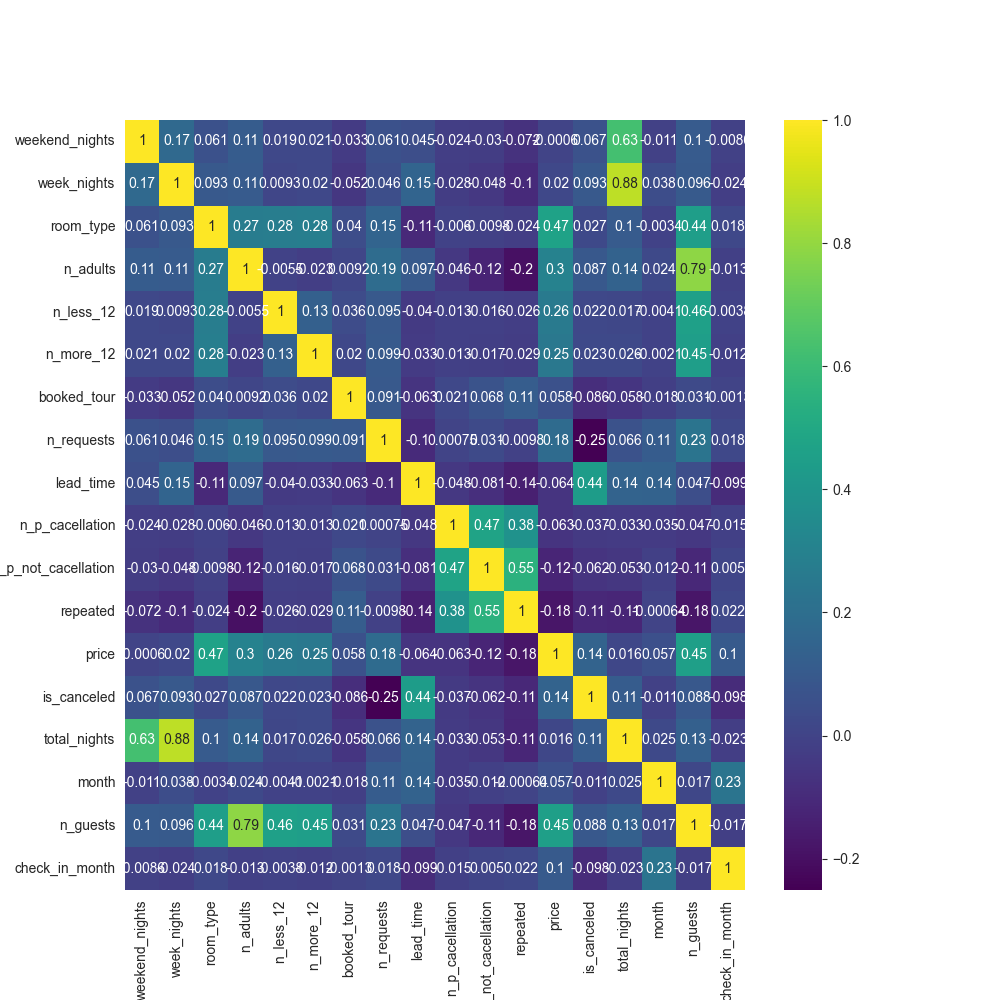 weekend_nights 1 0.17 0.061 0.11 0.019 0.021 -0.033 0.061 0.045 -0.024 -0.03 -0.072 0.067 0.63 -0.011 0.1
week_nights 0.17 1 0.093 0.11 0.0093 0.02 -0.052 0.046 0.15 -0.028 -0.048 -0.1 0.02 0.093 0.88 0.038 0.096 -0.024
room_type 0.061 0.093 1 0.27 0.28 0.28 0.04 0.15 -0.11 -0.006 -0.0098 -0.024 0.47 0.027 0.1 -0.0034 0.44 0.018
n_adults 0.11 0.11 0.27 1 -0.0055 -0.023 0.0092 0.19 0.097 -0.046 -0.12 -0.2 0.3 0.087 0.14 0.024 0.79 -0.013
n_less_12 0.019 0.0093 0.28 -0.0055 1 0.13 0.036 0.095 -0.04 -0.013 -0.016 -0.026 0.26 0.022 0.017 -0.0041 0.46 -0.0038
n_more_12 0.021 0.02 0.28 -0.023 0.13 1 0.02 0.099 -0.033 -0.013 -0.017 -0.029 0.25 0.023 0.026 -0.0021 0.45 -0.012
booked_tour -0.033 -0.052 0.04 0.0092 0.036 0.02 1 0.091 -0.063 0.021 0.068 0.11 0.058 -0.086 -0.058 -0.018 0.031 -0.0013
n_requests 0.061 0.046 0.15 0.19 0.095 0.099 0.091 1 -0.1 0.00075 0.031 -0.0098 0.18 -0.25 0.066 0.11 0.23 0.018
lead_time 0.045 0.15 -0.11 0.097 -0.04 -0.033 -0.063 -0.1 1 -0.048 -0.081 -0.14 -0.064 0.44 0.14 0.14 0.047 -0.099
n_p_cacellation -0.024 -0.028 -0.006 -0.046 -0.013 -0.013 0.021 0.00075 -0.048 1 0.47 0.38 -0.063 -0.037 -0.033 -0.035 -0.047 -0.015
_p_not_cacellation -0.03 -0.048 -0.0098 -0.12 -0.016 -0.017 0.068 0.031 -0.081 0.47 1 0.55 -0.12 -0.062 -0.053 -0.012 -0.11 0.005
repeated -0.072 -0.1 -0.024 -0.2 -0.026 -0.029 0.11 -0.0098 -0.14 0.38 0.55 1 -0.18 -0.11 -0.11 0.00064 -0.18 0.022
price 0.02 0.47 0.3 0.26 0.25 0.058 0.18 -0.064 -0.063 -0.12 -0.18 1 0.14 0.016 0.057 0.45 0.1
is_canceled 0.067 0.093 0.027 0.087 0.022 0.023 -0.086 -0.25 0.44 -0.037 -0.062 -0.11 0.14 1 0.11 -0.011 0.088 -0.098
total_nights 0.63 0.88 0.1 0.14 0.017 0.026 -0.058 0.066 0.14 -0.033 -0.053 -0.11 0.016 0.11 1 0.025 0.13 -0.023
month -0.011 0.038 -0.0034 0.024 -0.0041 -0.0021 -0.018 0.11 0.14 -0.035 -0.012 0.00064 0.057 -0.011 0.025 1 0.017 0.23
n_guests 0.1 0.096 0.44 0.79 0.46 0.45 0.031 0.23 0.047 -0.047 -0.11 -0.18 0.45 0.088 0.13 0.017 1 -0.017
check_in_month -0.024 0.018 -0.013 -0.0038 -0.012 -0.0013 0.018 -0.099 -0.015 0.005 0.022 0.1 -0.098 -0.023 0.23 -0.017 1
weekend_nights
week_nights
room_type
n_adults
n_less_12
n_more_12
booked_tour
n_requests
lead_time
n_p_cacellation
_not_cacellation
repeated
price
is_canceled
total_nights
month
n_guests
check_in_month
1.0
0.8
0.6
0.4
0.2
0.0
−0.2